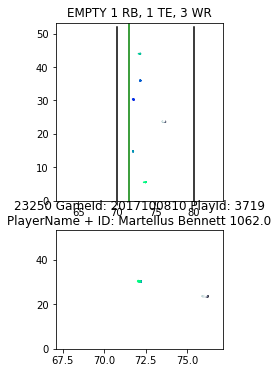 EMPTY 1 RB, 1 TE, 3 WR
50
40
30
20
10
0
65 70 75 80
23250 GameId: 2017100810 PlayId: 3719
PlayerName + ID: Martellus Bennett 1062.0
40
20
0
67.5 70.0 72.5 75.0